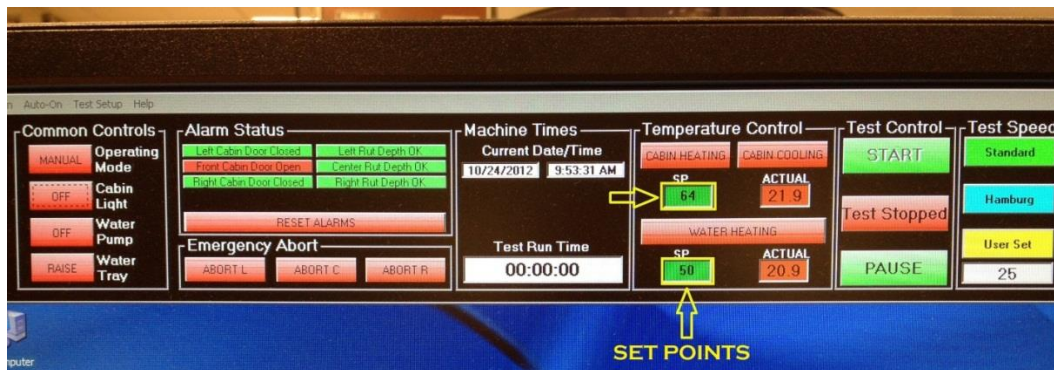 n Auto-On Test Setup Help
Common Controls
MANUAL Operating Mode
OFF Cabin Light
OFF Water Pump
RAISE Water Tray
Alarm Status
Left Cabin Door Closed Left Rut Depth OK
Front Cabin Door Open Center Rut Depth OK
Right Cabin Door Closed Right Rut Depth OK
RESET ALARMS
Emergency Abort
ABORT L ABORT C ABORT R
Machine Times
Current Date/Time
10/24/2012 9:53:31 AM
Test Run Time
00:00:00
Temperature Control
CABIN HEATING CABIN COOLING
SP ACTUAL
64 21.9
WATER HEATING
SP ACTUAL
50 20.9
Test Control
START
Test Stopped
PAUSE
Test Speed
Standard
Hamburg
User Set
25
mputer
SET POINTS